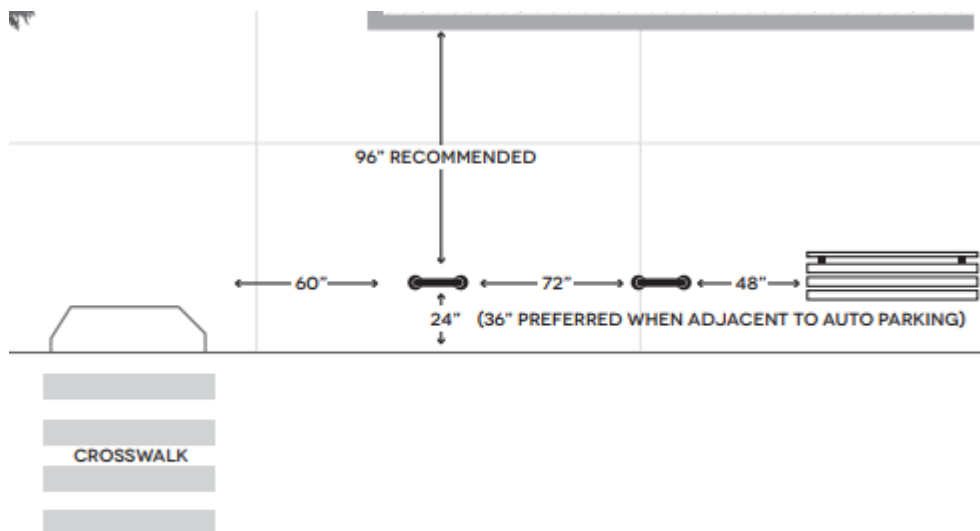 96” RECOMMENDED
60”
72”
48”
24” (36” PREFERRED WHEN ADJACENT TO AUTO PARKING)
CROSSWALK